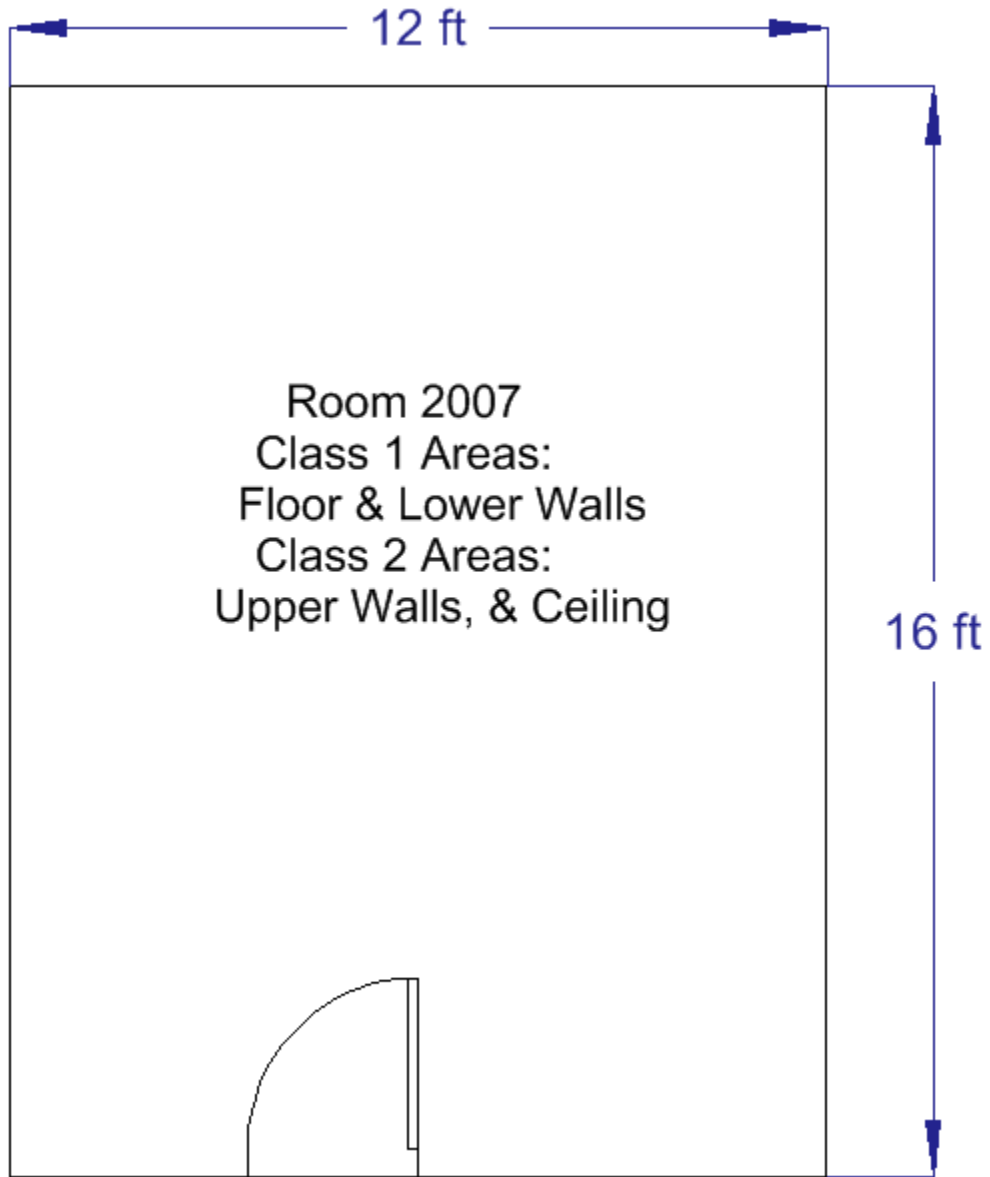 12 ft
Room 2007
Class 1 Areas:
Floor & Lower Walls
Class 2 Areas:
Upper Walls, & Ceiling
16 ft